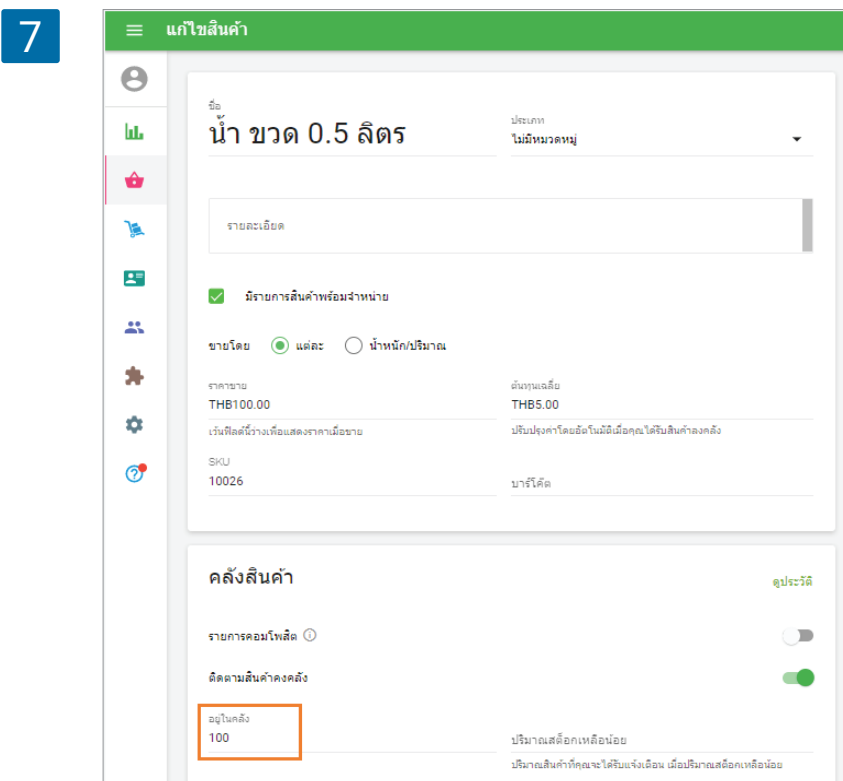 7
แก้ไขสินค้า
ชื่อ
น้ำ ขวด 0.5 ลิตร
ประเภท
ไม่มีหมวดหมู่
รายละเอียด
มีรายการสินค้าพร้อมจำหน่าย
ขายโดย แต่ละ น้ำหนัก/ปริมาณ
ราคาขาย ต้นทุนเฉลี่ย
THB100.00 THB5.00
เว้นฟิลด์นี้ว่างเพื่อแสดงราคาเมื่อขาย ปรับปรุงค่าโดยอัตโนมัติเมื่อคุณได้รับสินค้าลงคลัง
SKU
10026 บาร์โค้ด
คลังสินค้า ดูประวัติ
รายการคอมโพสิต
ติดตามสินค้าคงคลัง
อยู่ในคลัง
100 ปริมาณสต็อกเหลือน้อย
ปริมาณสินค้าที่คุณจะได้รับแจ้งเตือน เมื่อปริมาณสต็อกเหลือน้อย